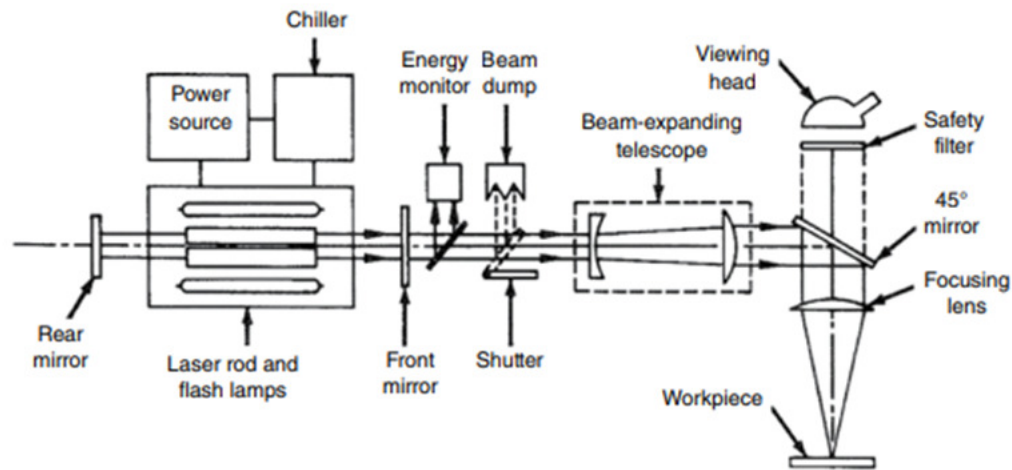 Chiller
Energy
monitor
Beam
dump
Viewing
head
Power
source
Beam-expanding
telescope
Safety
filter
45°
mirror
Focusing
lens
Rear
mirror
Laser rod and
flash lamps
Front
mirror
Shutter
Workpiece